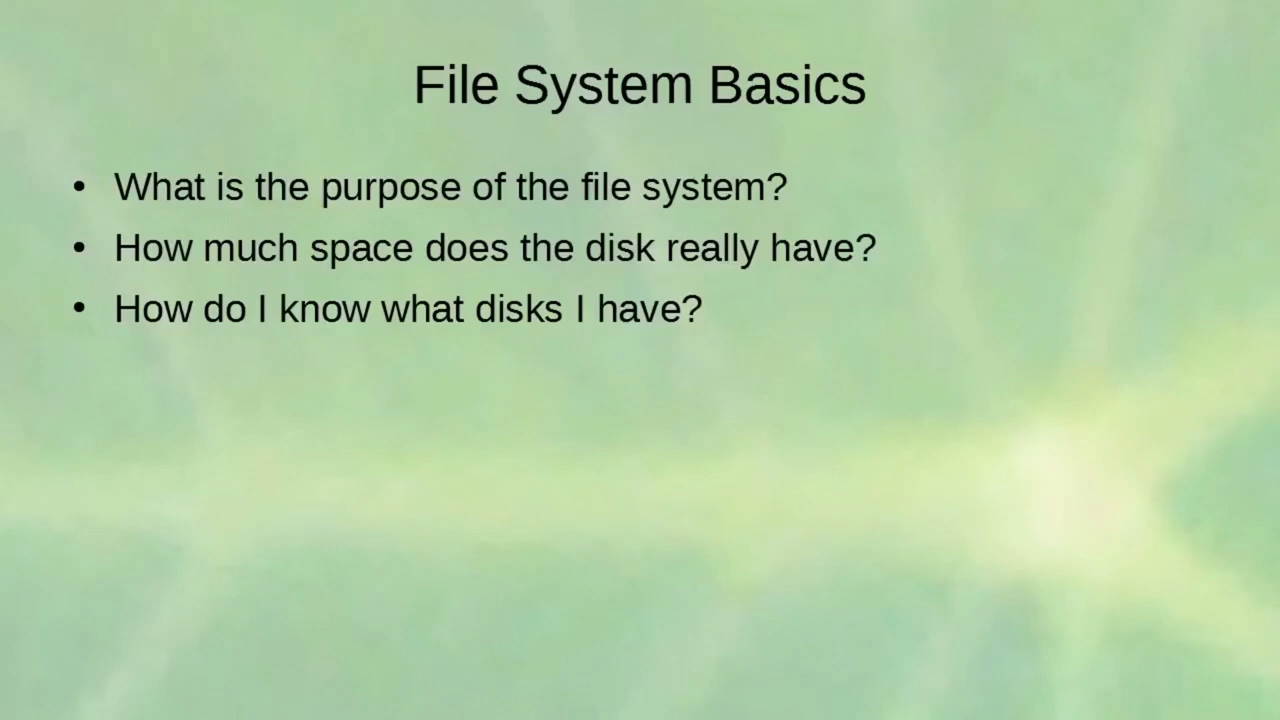 File System Basics
• What is the purpose of the file system?
• How much space does the disk really have?
• How do I know what disks I have?